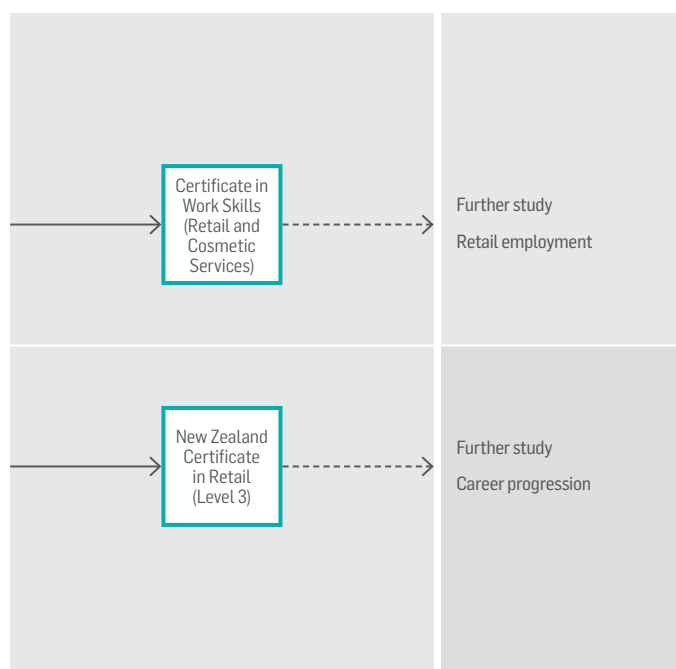 Certificate in
Work Skills
(Retail and
Cosmetic
Services)
Further study
Retail employment
New Zealand
Certificate
in Retail
(Level 3)
Further study
Career progression